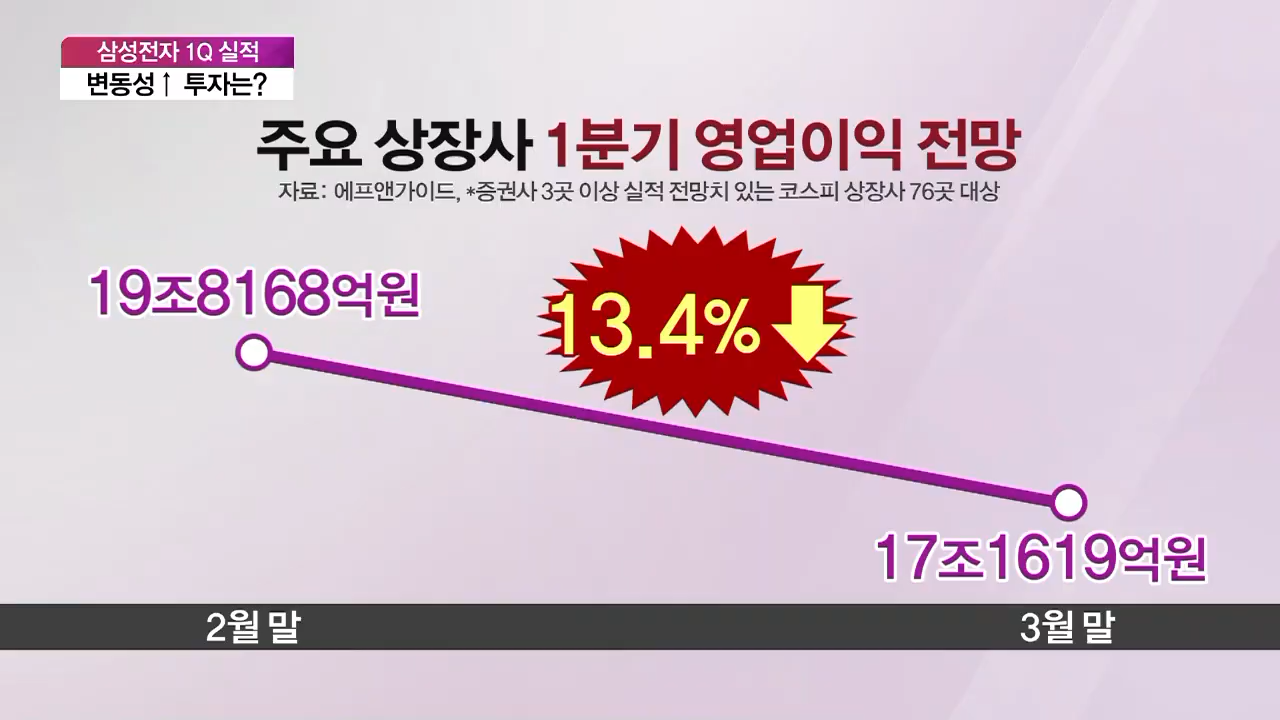 삼성전자 1Q 실적
변동성↑ 투자는?
주요 상장사 1분기 영업이익 전망
자료: 에프앤가이드, *증권사 3곳 이상 실적 전망치 있는 코스피 상장사 76곳 대상
19조8168억원
13.4%
17조1619억원
2월 말
3월 말